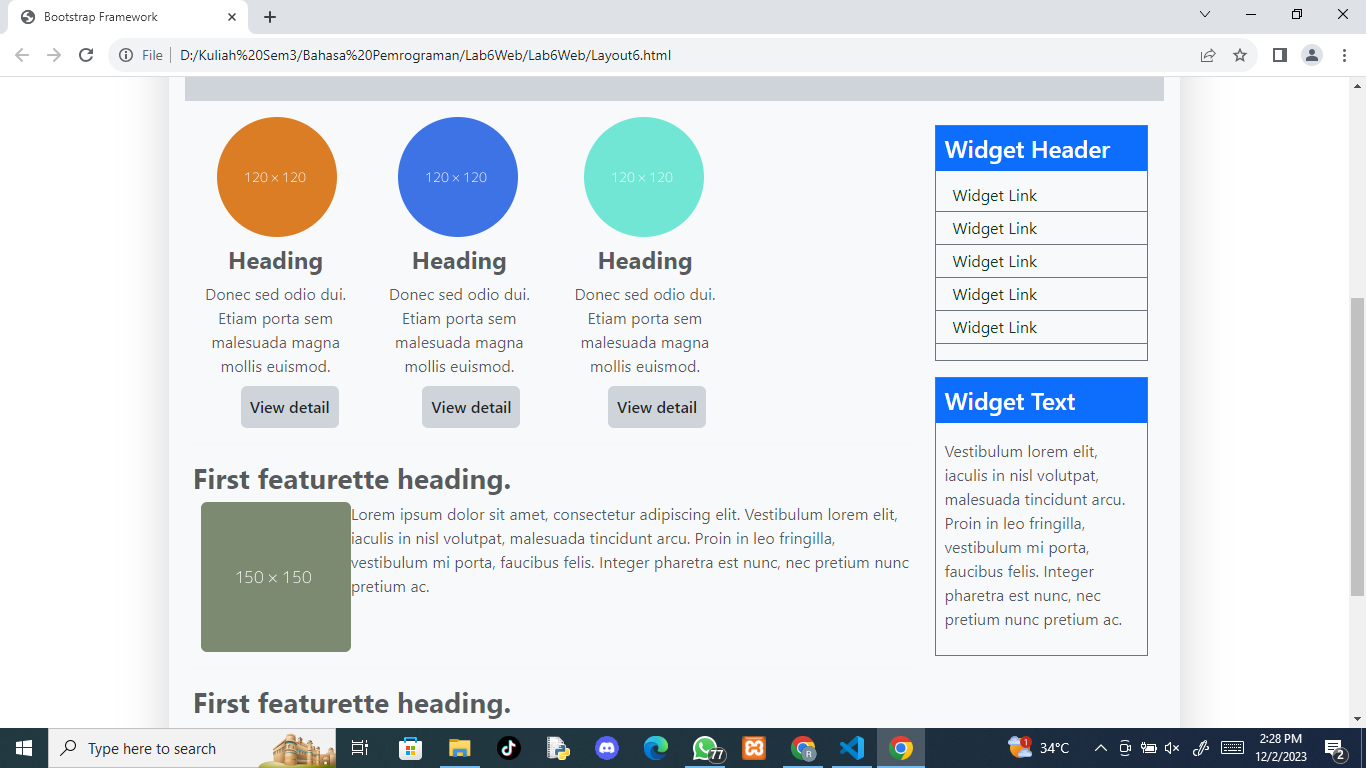 Bootstrap Framework
File
D:/Kuliah%20Sem3/Bahasa%20Pemrograman/Lab6Web/Lab6Web/Layout6.html
120 × 120
120 × 120
120 × 120
Heading
Heading
Heading
Donec sed odio dui.
Etiam porta sem
malesuada magna
mollis euismod.
Donec sed odio dui.
Etiam porta sem
malesuada magna
mollis euismod.
Donec sed odio dui.
Etiam porta sem
malesuada magna
mollis euismod.
View detail
View detail
View detail
First featurette heading.
150 × 150
Lorem ipsum dolor sit amet, consectetur adipiscing elit. Vestibulum lorem elit,
iaculis in nisl volutpat, malesuada tincidunt arcu. Proin in leo fringilla,
vestibulum mi porta, faucibus felis. Integer pharetra est nunc, nec pretium nunc
pretium ac.
First featurette heading.
Widget Header
Widget Link
Widget Link
Widget Link
Widget Link
Widget Link
Widget Text
Vestibulum lorem elit,
iaculis in nisl volutpat,
malesuada tincidunt arcu.
Proin in leo fringilla,
vestibulum mi porta,
faucibus felis. Integer
pharetra est nunc, nec
pretium nunc pretium ac.
Type here to search
77
R
1
34°C
2:28 PM
12/2/2023
2